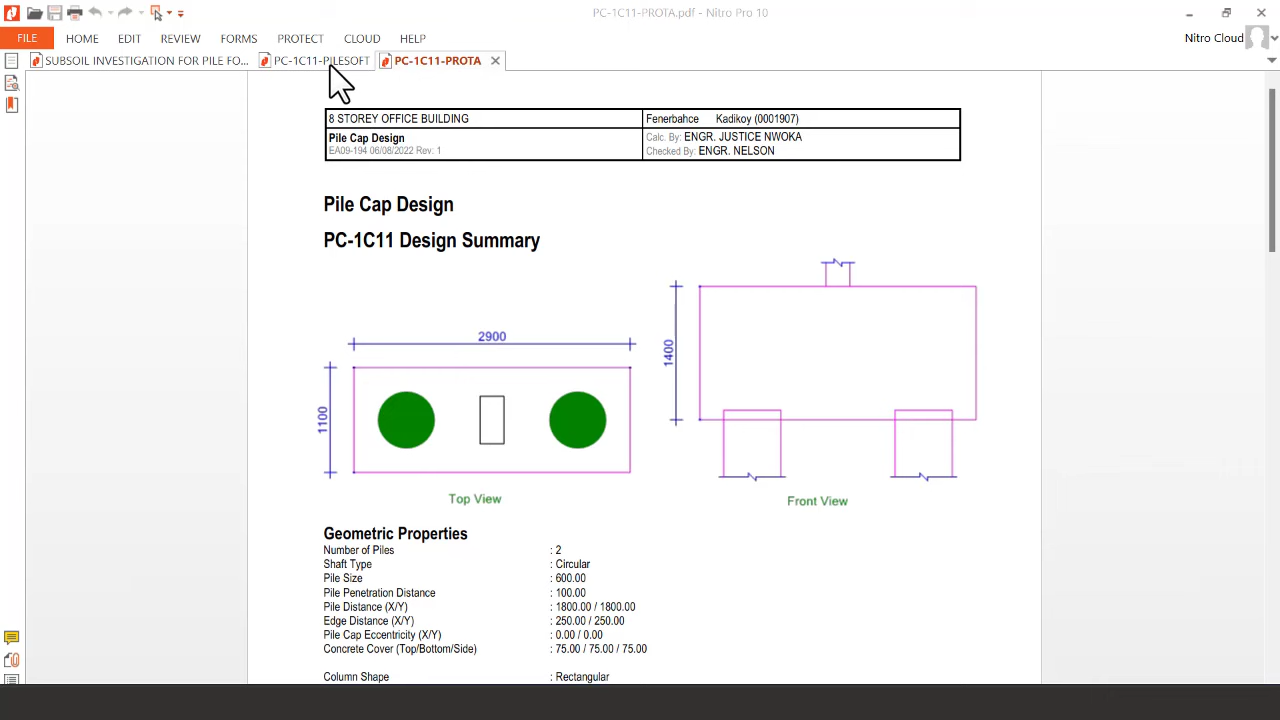 PC-1C11-PROTA.pdf - Nitro Pro 10
FILE HOME EDIT REVIEW FORMS PROTECT CLOUD HELP Nitro Cloud
SUBSOIL INVESTIGATION FOR PILE FO... PC-1C11-PILESOFT PC-1C11-PROTA
8 STOREY OFFICE BUILDING Fenerbahce Kadikoy (0001907)
Pile Cap Design Calc. By: ENGR. JUSTICE NWOKA
EA09-194 06/08/2022 Rev: 1 Checked By: ENGR. NELSON
Pile Cap Design
PC-1C11 Design Summary
2900
1100
Top View
1400
Front View
Geometric Properties
Number of Piles : 2
Shaft Type : Circular
Pile Size : 600.00
Pile Penetration Distance : 100.00
Pile Distance (X/Y) : 1800.00 / 1800.00
Edge Distance (X/Y) : 250.00 / 250.00
Pile Cap Eccentricity (X/Y) : 0.00 / 0.00
Concrete Cover (Top/Bottom/Side) : 75.00 / 75.00 / 75.00
Column Shape : Rectangular